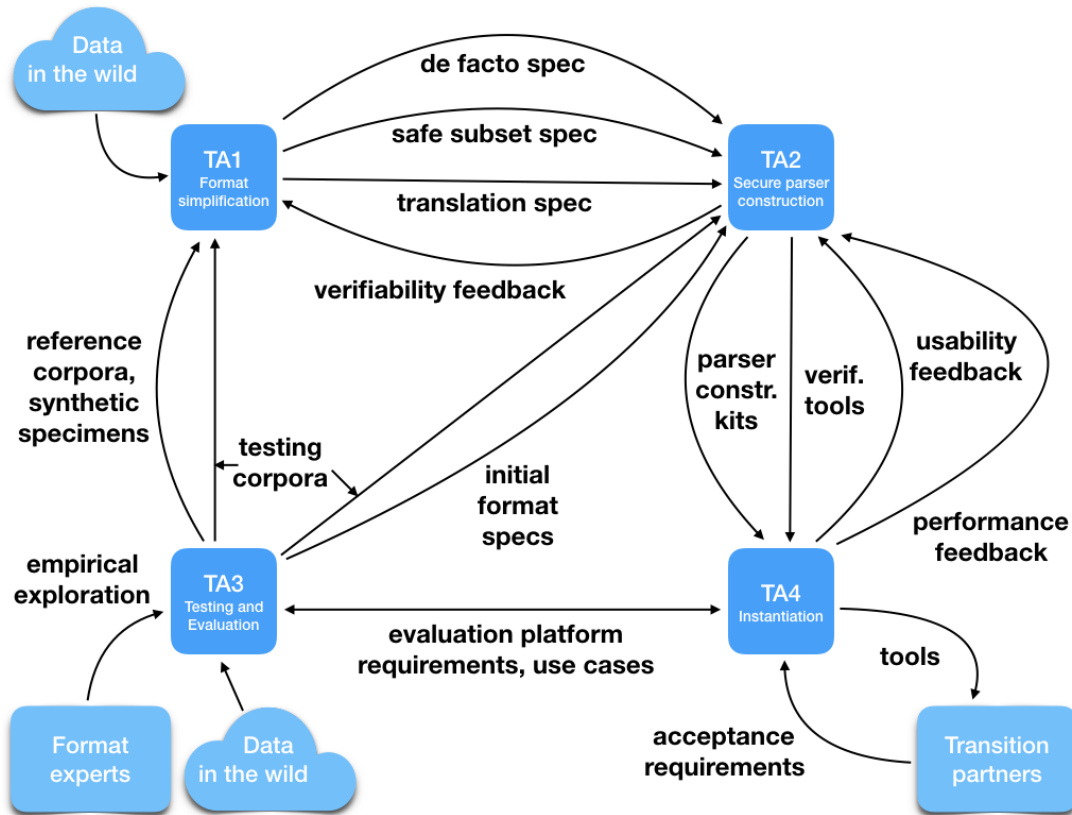 Data
in the wild
de facto spec
safe subset spec
TA1
Format
simplification
TA2
Secure parser
construction
translation spec
verifiability feedback
reference
corpora,
synthetic
specimens
parser
constr.
kits
verif.
tools
usability
feedback
testing
corpora
initial
format
specs
performance
feedback
empirical
exploration
TA3
Testing and
Evaluation
TA4
Instantiation
evaluation platform
requirements, use cases
tools
Format
experts
Data
in the wild
acceptance
requirements
Transition
partners